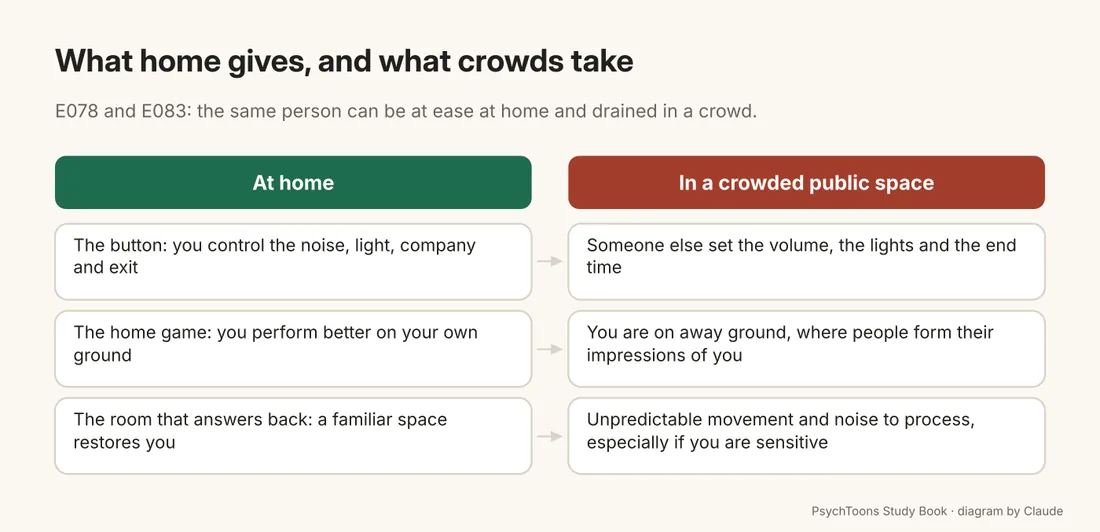 What home gives, and what crowds take
E078 and E083: the same person can be at ease at home and drained in a crowd.
At home
In a crowded public space
The button: you control the noise, light, company
and exit
Someone else set the volume, the lights and the end
time
The home game: you perform better on your own
ground
You are on away ground, where people form their
impressions of you
The room that answers back: a familiar space
restores you
Unpredictable movement and noise to process,
especially if you are sensitive
PsychToons Study Book · diagram by Claude